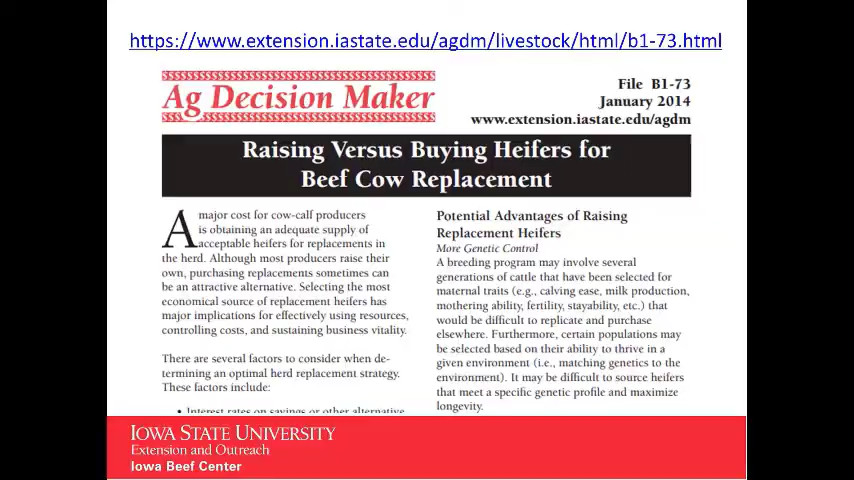 https://www.extension.iastate.edu/agdm/livestock/html/b1-73.html
Ag Decision Maker
File B1-73
January 2014
www.extension.iastate.edu/agdm
Raising Versus Buying Heifers for
Beef Cow Replacement
A major cost for cow-calf producers
is obtaining an adequate supply of
acceptable heifers for replacements in
the herd. Although most producers raise their
own, purchasing replacements sometimes can
be an attractive alternative. Selecting the most
economical source of replacement heifers has
major implications for effectively using resources,
controlling costs, and sustaining business vitality.
There are several factors to consider when de-
termining an optimal herd replacement strategy.
These factors include:
• Interest rates on savings or other alternative
Potential Advantages of Raising
Replacement Heifers
More Genetic Control
A breeding program may involve several
generations of cattle that have been selected for
maternal traits (e.g., calving ease, milk production,
mothering ability, fertility, stayability, etc.) that
would be difficult to replicate and purchase
elsewhere. Furthermore, certain populations may
be selected based on their ability to thrive in a
given environment (i.e., matching genetics to the
environment). It may be difficult to source heifers
that meet a specific genetic profile and maximize
longevity.
IOWA STATE UNIVERSITY
Extension and Outreach
Iowa Beef Center